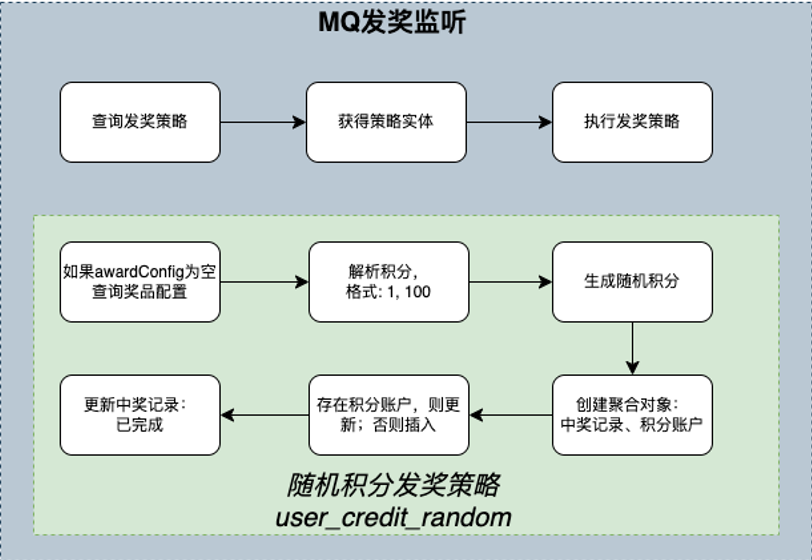 MQ发奖监听
查询发奖策略
获得策略实体
执行发奖策略
如果awardConfig为空
查询奖品配置
解析积分，
格式: 1, 100
生成随机积分
更新中奖记录：
已完成
存在积分账户，则更
新；否则插入
创建聚合对象：
中奖记录、积分账户
随机积分发奖策略
user_credit_random